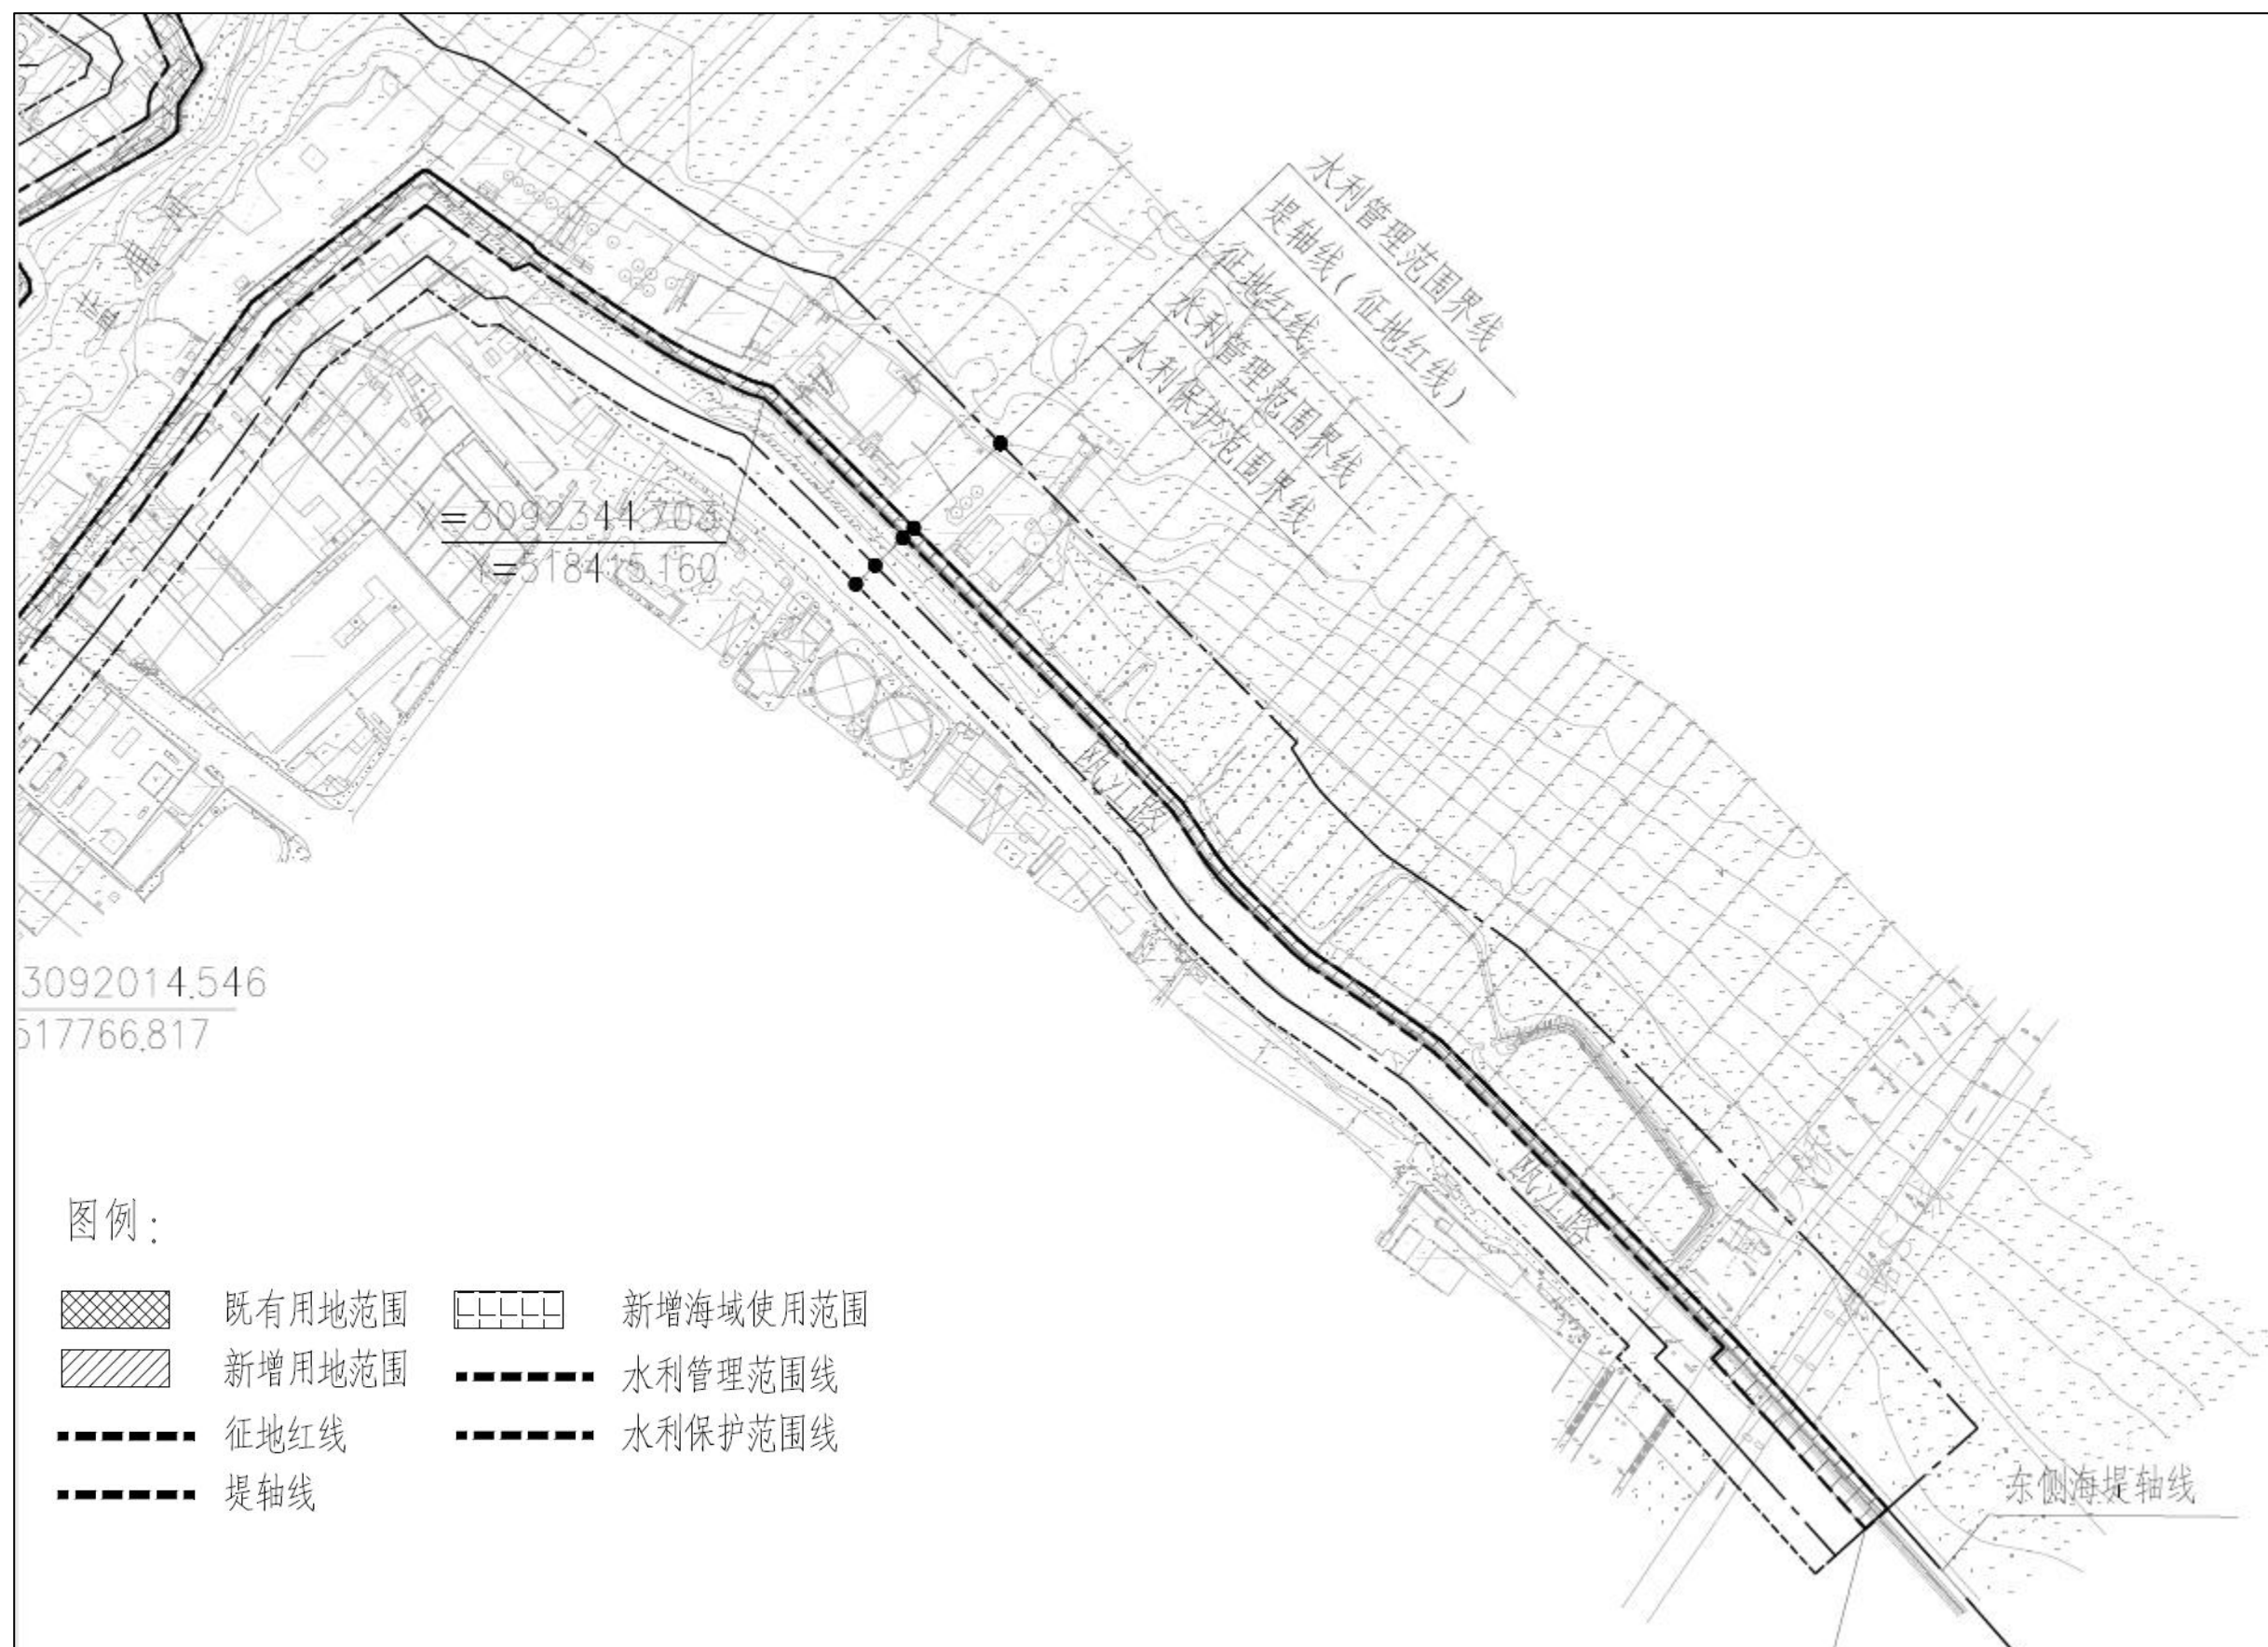 水利管理范围界线
堤轴线(征地红线)
征地红线
水利管理范围界线
水利保护范围界线
X=3092344.703
Y=518415.160
瓯江路
瓯江路
3092014.546
517766.817
图例:
既有用地范围
新增海域使用范围
新增用地范围
水利管理范围线
征地红线
水利保护范围线
堤轴线
东侧海堤轴线